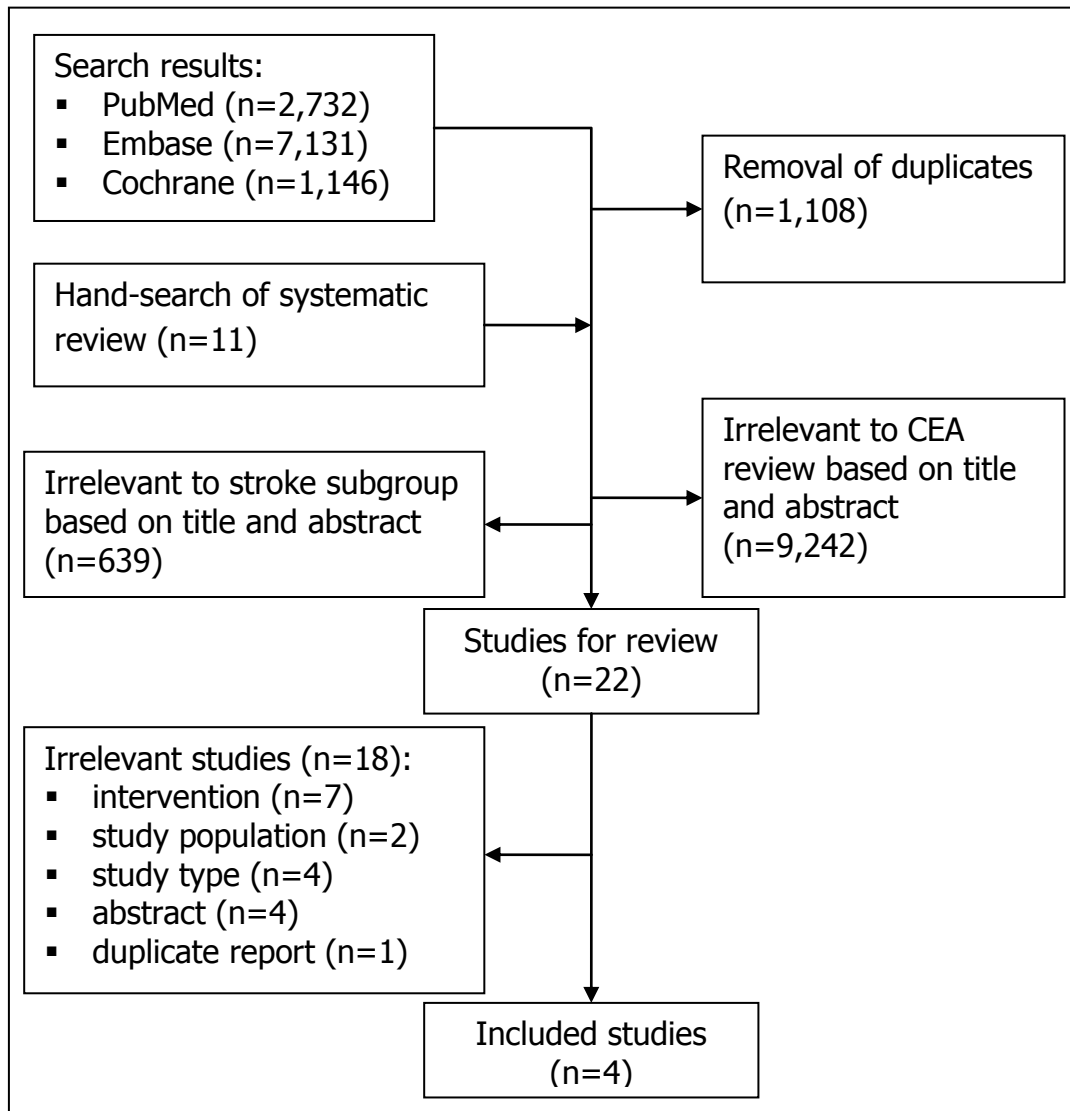 Search results:
▪ PubMed (n=2,732)
▪ Embase (n=7,131)
▪ Cochrane (n=1,146)
Removal of duplicates
(n=1,108)
Hand-search of systematic
review (n=11)
Irrelevant to CEA
review based on title
and abstract
(n=9,242)
Irrelevant to stroke subgroup
based on title and abstract
(n=639)
Studies for review
(n=22)
Irrelevant studies (n=18):
▪ intervention (n=7)
▪ study population (n=2)
▪ study type (n=4)
▪ abstract (n=4)
▪ duplicate report (n=1)
Included studies
(n=4)